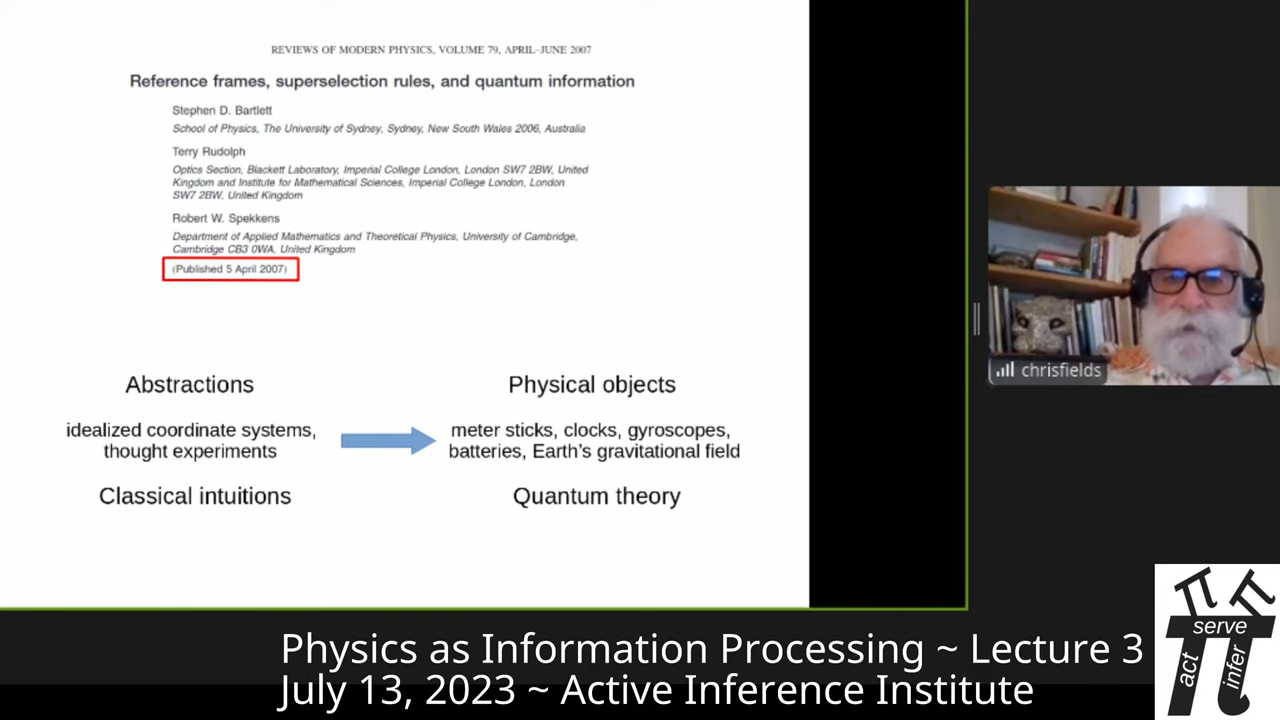 REVIEWS OF MODERN PHYSICS, VOLUME 79, APRIL–JUNE 2007
Reference frames, superselection rules, and quantum information
Stephen D. Bartlett
School of Physics, The University of Sydney, Sydney, New South Wales 2006, Australia
Terry Rudolph
Optics Section, Blackett Laboratory, Imperial College London, London SW7 2BW, United
Kingdom and Institute for Mathematical Sciences, Imperial College London, London
SW7 2BW, United Kingdom
Robert W. Spekkens
Department of Applied Mathematics and Theoretical Physics, University of Cambridge,
Cambridge CB3 0WA, United Kingdom
(Published 5 April 2007)
Abstractions
idealized coordinate systems,
thought experiments
Classical intuitions
Physical objects
meter sticks, clocks, gyroscopes,
batteries, Earth's gravitational field
Quantum theory
chrisfields
Physics as Information Processing ~ Lecture 3
July 13, 2023 ~ Active Inference Institute
π π
serve
π
act
infer